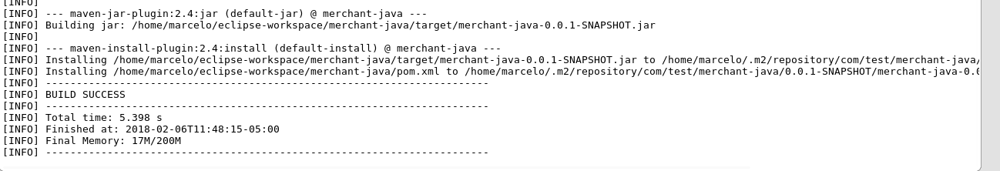 [INFO]
[INFO] --- maven-jar-plugin:2.4:jar (default-jar) @ merchant-java ---
[INFO] Building jar: /home/marcelo/eclipse-workspace/merchant-java/target/merchant-java-0.0.1-SNAPSHOT.jar
[INFO]
[INFO] --- maven-install-plugin:2.4:install (default-install) @ merchant-java ---
[INFO] Installing /home/marcelo/eclipse-workspace/merchant-java/target/merchant-java-0.0.1-SNAPSHOT.jar to /home/marcelo/.m2/repository/com/test/merchant-java/
[INFO] Installing /home/marcelo/eclipse-workspace/merchant-java/pom.xml to /home/marcelo/.m2/repository/com/test/merchant-java/0.0.1-SNAPSHOT/merchant-java-0.0
[INFO] ------------------------------------------------------------------------
[INFO] BUILD SUCCESS
[INFO] ------------------------------------------------------------------------
[INFO] Total time: 5.398 s
[INFO] Finished at: 2018-02-06T11:48:15-05:00
[INFO] Final Memory: 17M/200M
[INFO] ------------------------------------------------------------------------